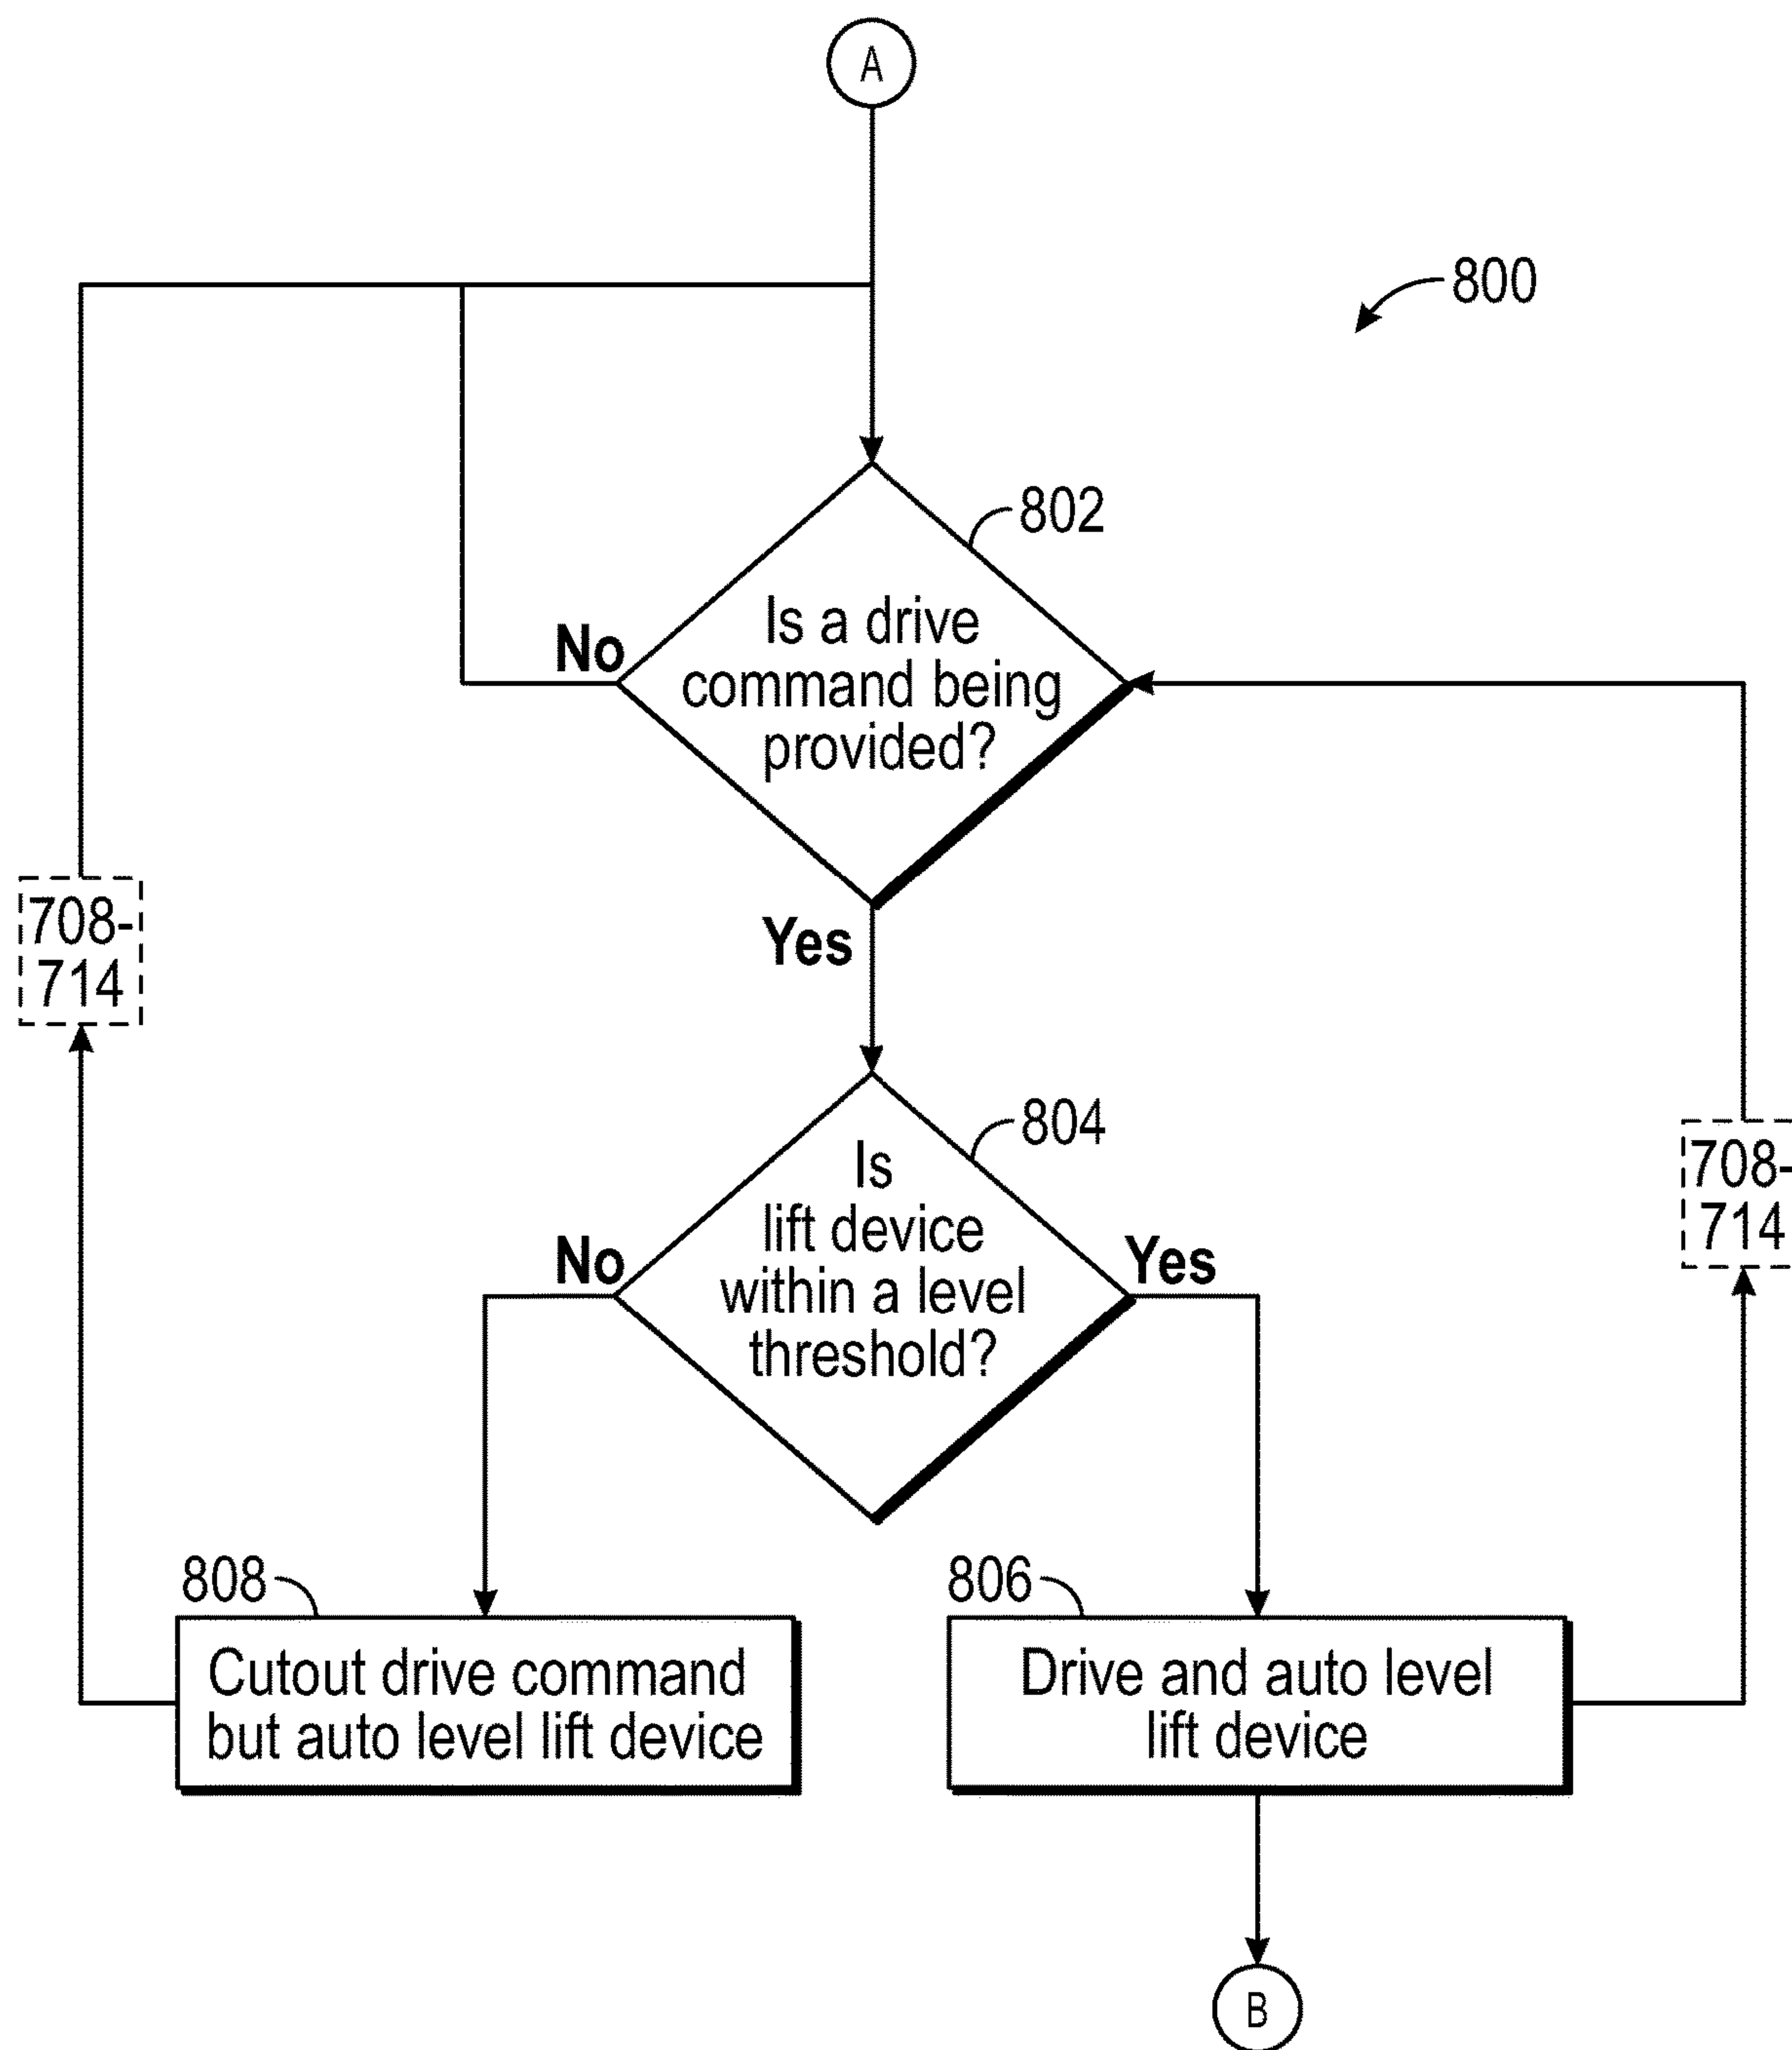 A
800
802
Is a drive
command being
provided?
No
Yes
708-
714
804
Is
lift device
within a level
threshold?
No
Yes
708-
714
808
Cutout drive command
but auto level lift device
806
Drive and auto level
lift device
B